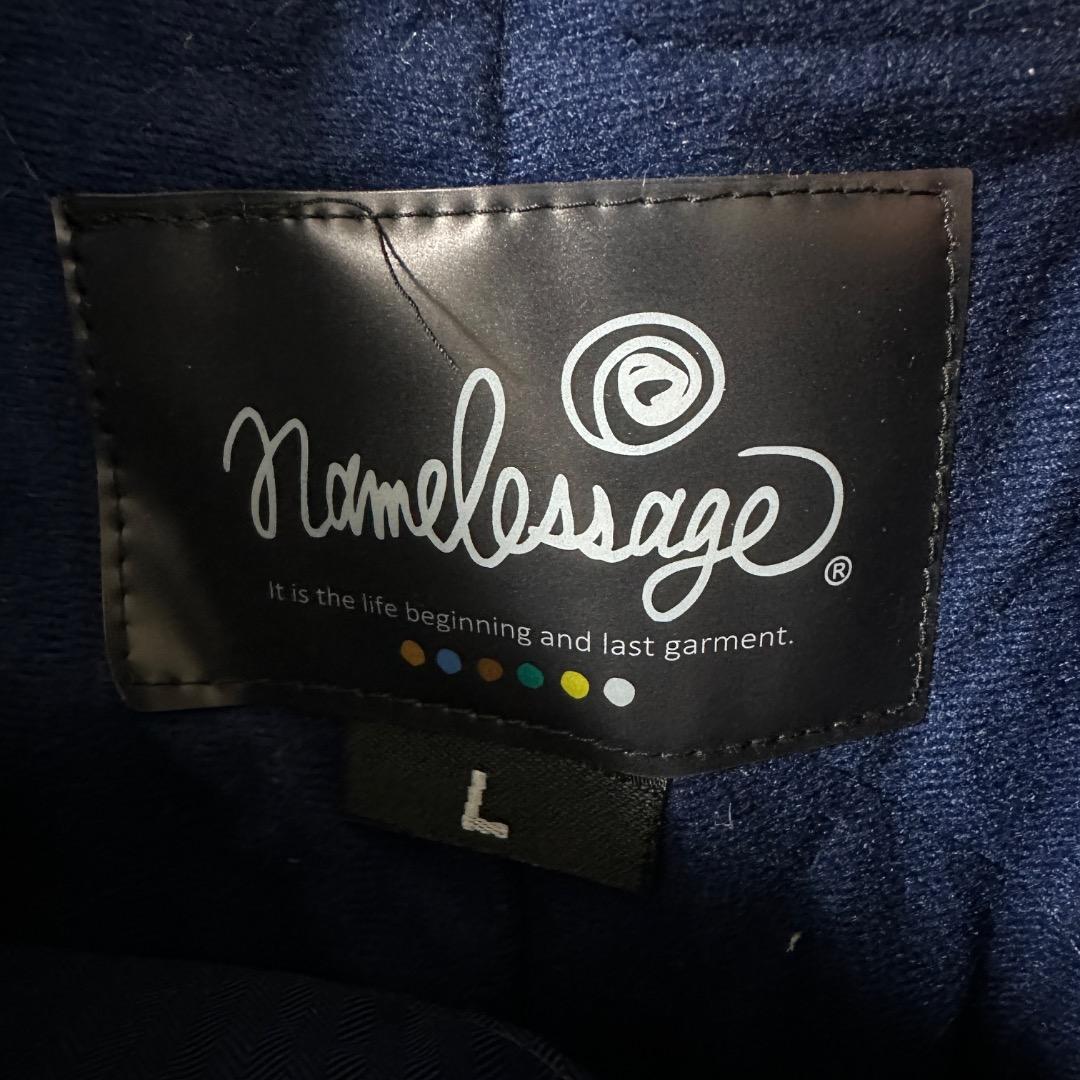 namelessage ®
It is the life beginning and last garment.
L